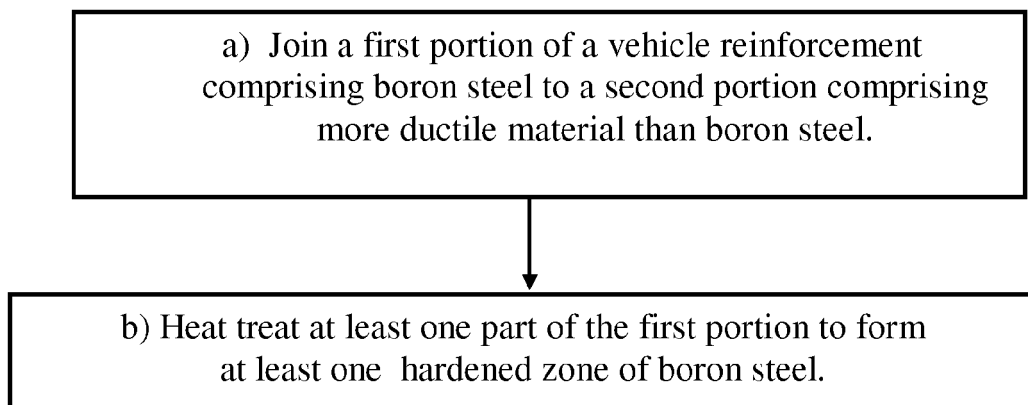 a) Join a first portion of a vehicle reinforcement
comprising boron steel to a second portion comprising
more ductile material than boron steel.
b) Heat treat at least one part of the first portion to form
at least one hardened zone of boron steel.